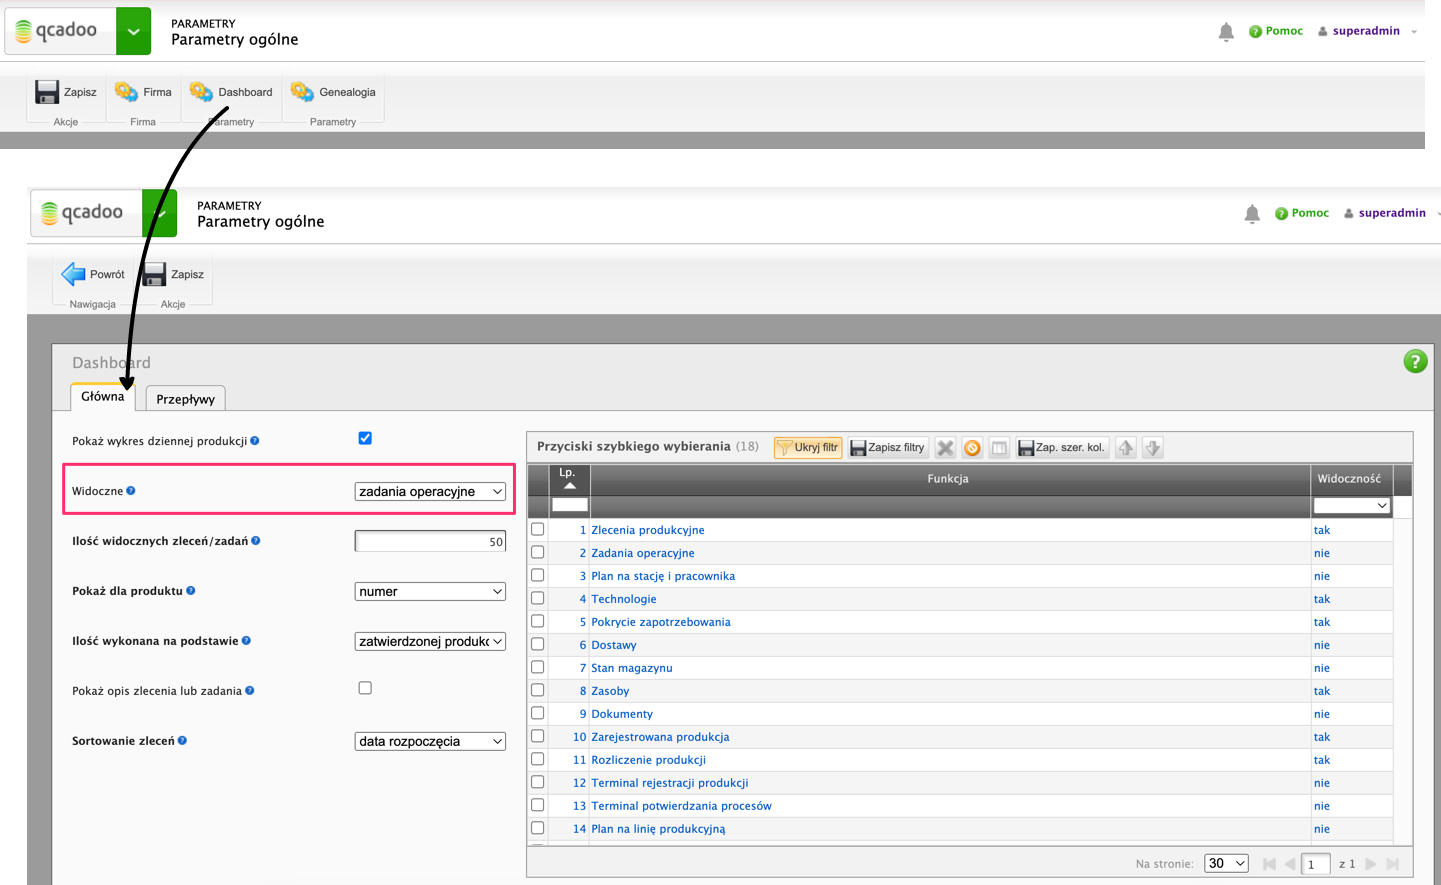 qcadoo
PARAMETRY
Parametry ogólne
Pomoc
superadmin
Zapisz
Firma
Dashboard
Genealogia
Akcje
Firma
Parametry
Parametry
qcadoo
PARAMETRY
Parametry ogólne
Pomoc
superadmin
Powrót
Zapisz
Nawigacja
Akcje
Dashboard
Główna
Przepływy
Pokaż wykres dziennej produkcji
Widoczne
zadania operacyjne
Ilość widocznych zleceń/zadań
50
Pokaż dla produktu
numer
Ilość wykonana na podstawie
zatwierdzonej produkc
Pokaż opis zlecenia lub zadania
Sortowanie zleceń
data rozpoczęcia
Przyciski szybkiego wybierania (18)
Ukryj filtr
Zapisz filtry
Zap. szer. kol.
Lp.
Funkcja
Widoczność
1 Zlecenia produkcyjne tak
2 Zadania operacyjne nie
3 Plan na stację i pracownika nie
4 Technologie tak
5 Pokrycie zapotrzebowania tak
6 Dostawy nie
7 Stan magazynu nie
8 Zasoby tak
9 Dokumenty nie
10 Zarejestrowana produkcja tak
11 Rozliczenie produkcji tak
12 Terminal rejestracji produkcji nie
13 Terminal potwierdzania procesów nie
14 Plan na linię produkcyjną nie
Na stronie: 30 1 z 1